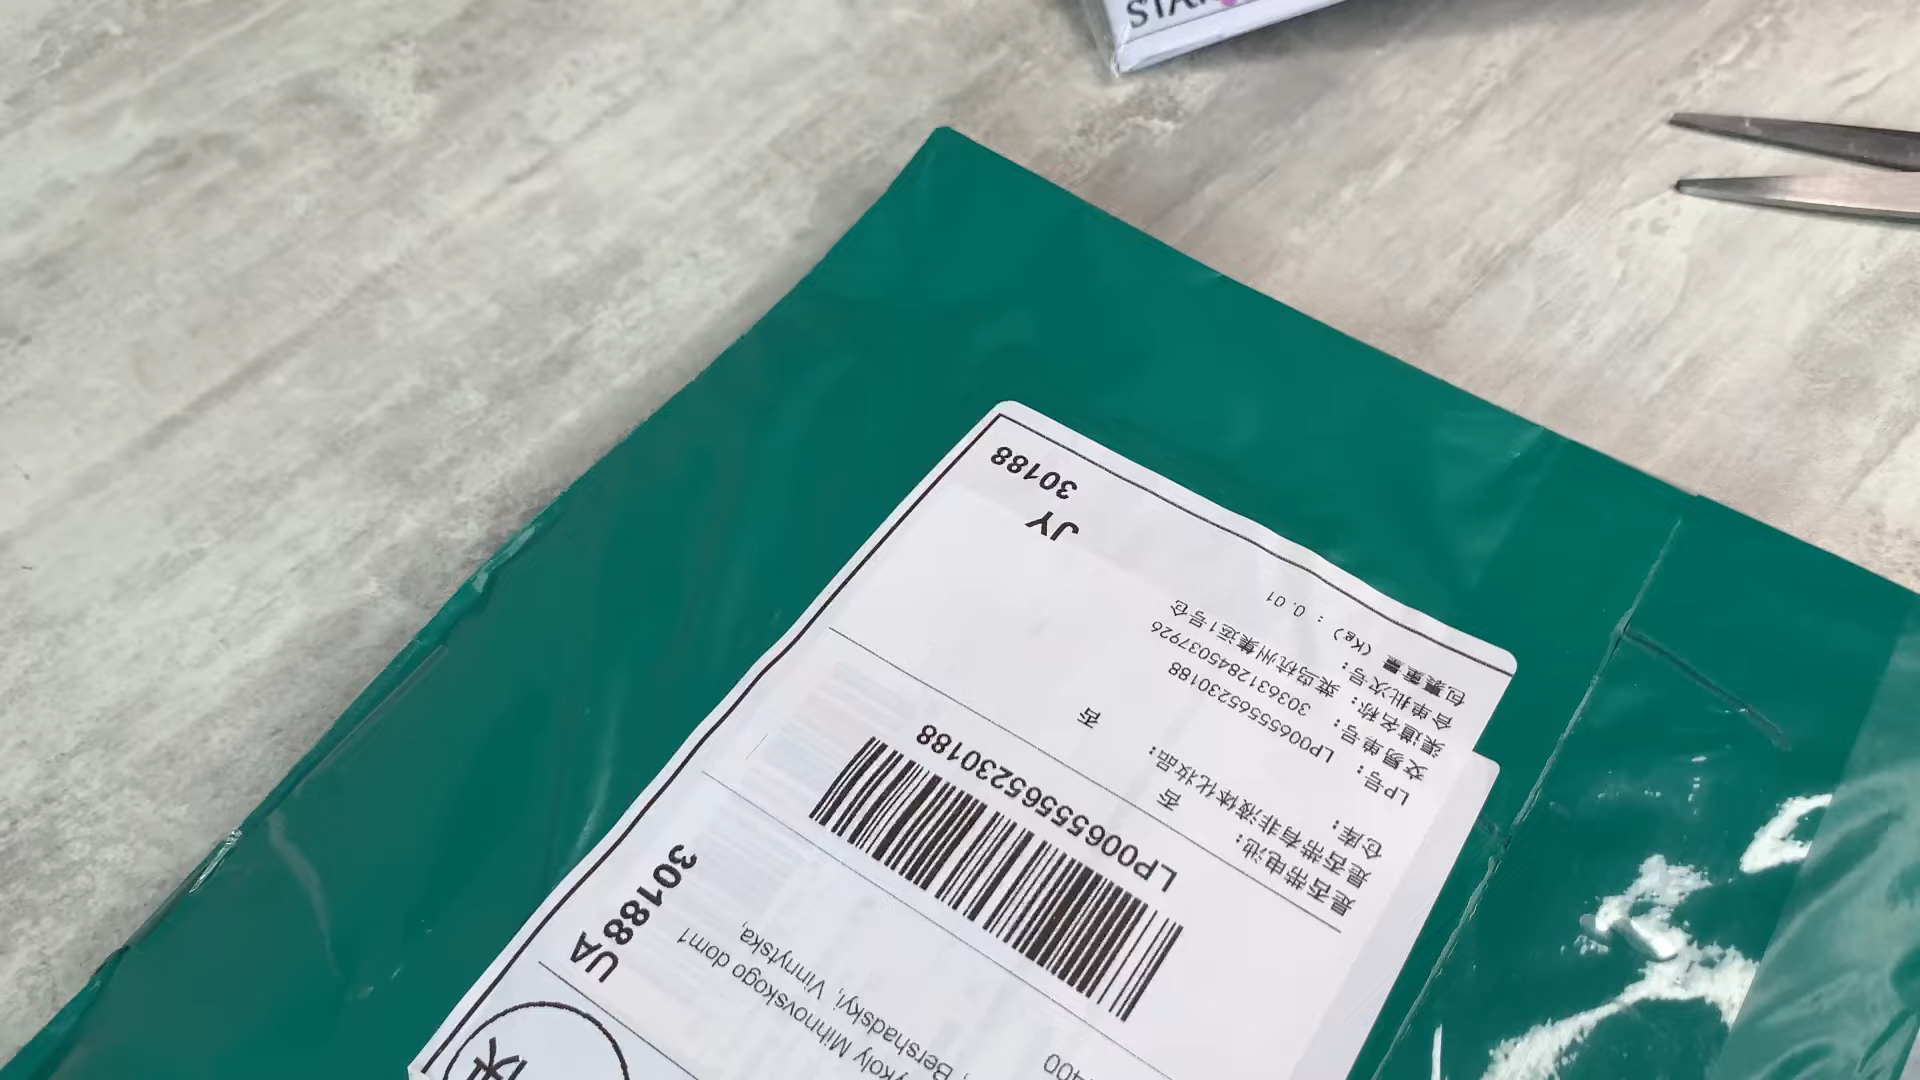 STAR
30188
JY
包裹重量（Kg）：0.01
合单批次号：
渠道名称：菜鸟杭州集运1号仓
交易单号：3036312845037926
LP号：LP00655565230188
仓库：
是否带有非液体化妆品：否
是否带电池：否
LP00655565230188
30188
UA
ykoly Mihnovskogo dom1
, Bershadskyi, Vinnytska,
400